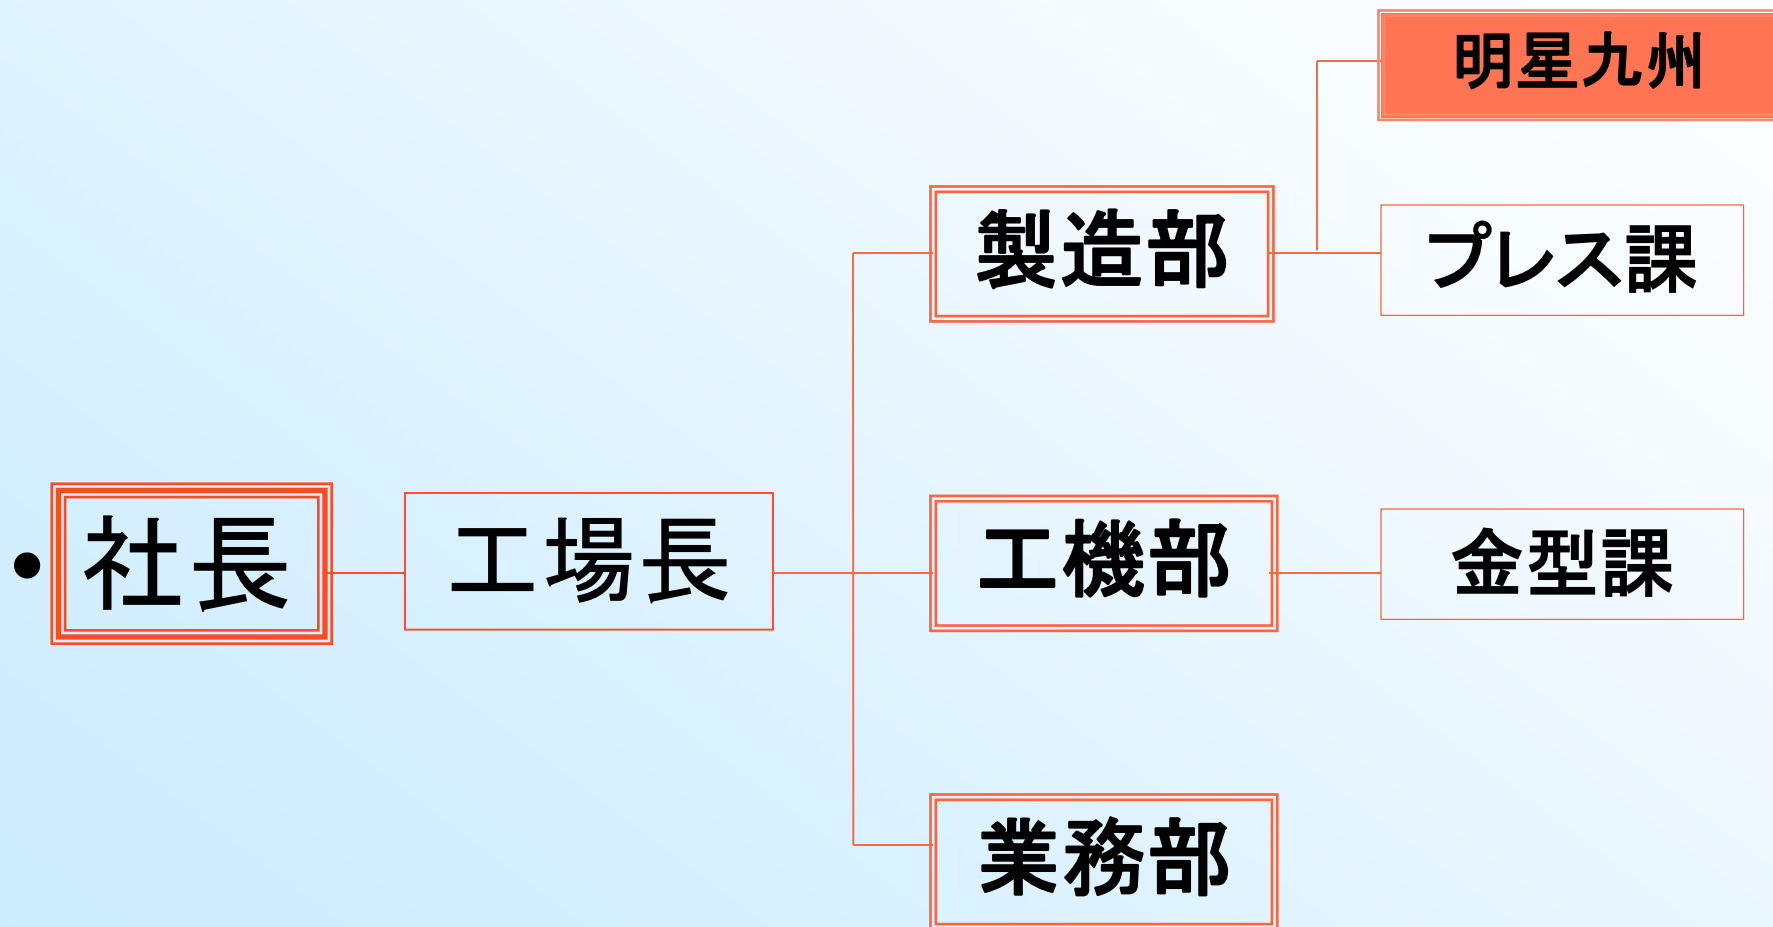 明星九州
製造部
プレス課
• 社長
工場長
工機部
金型課
業務部